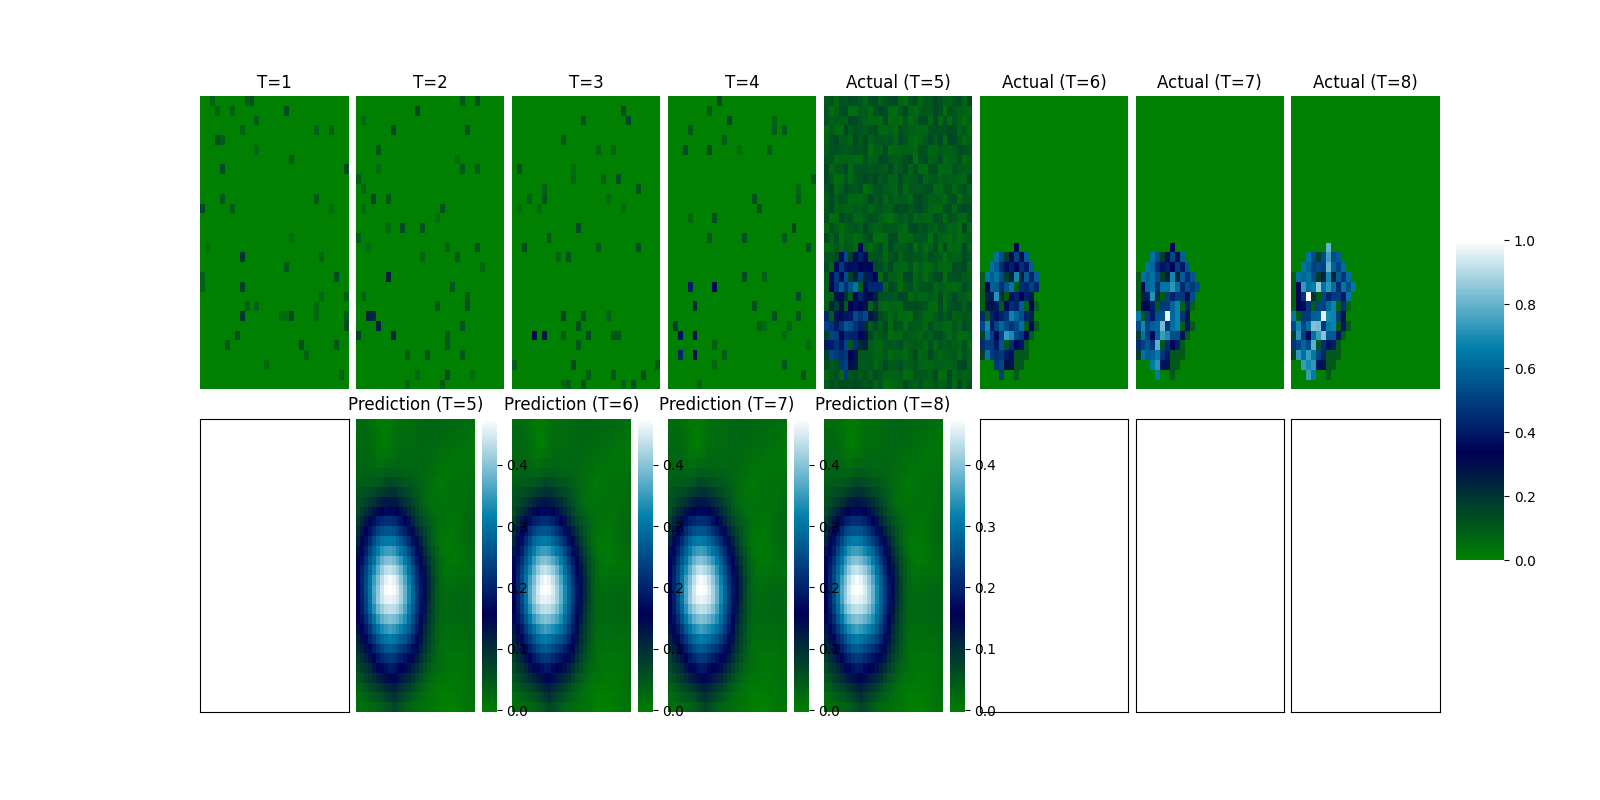 T=1
T=2
T=3
T=4
Actual (T=5)
Actual (T=6)
Actual (T=7)
Actual (T=8)
1.0
0.8
0.6
0.4
0.2
0.0
Prediction (T=5)
Prediction (T=6)
Prediction (T=7)
Prediction (T=8)
0.4
0.3
0.2
0.1
0.0
0.4
0.3
0.2
0.1
0.0
0.4
0.3
0.2
0.1
0.0
0.4
0.3
0.2
0.1
0.0